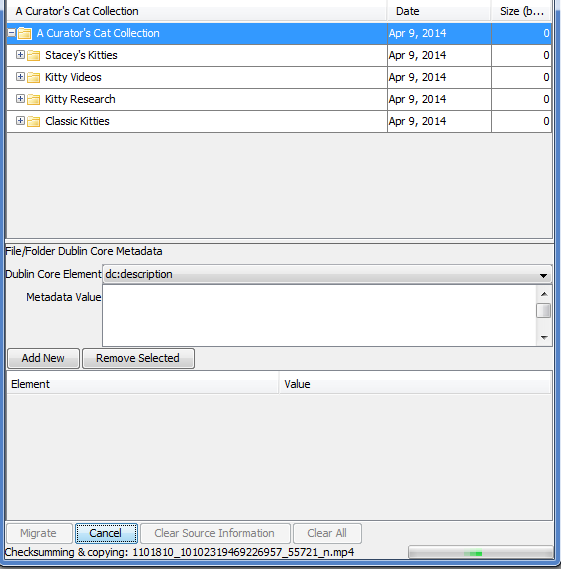 A Curator's Cat Collection Date Size (b...
A Curator's Cat Collection Apr 9, 2014 0
Stacey's Kitties Apr 9, 2014 0
Kitty Videos Apr 9, 2014 0
Kitty Research Apr 9, 2014 0
Classic Kitties Apr 9, 2014 0
File/Folder Dublin Core Metadata
Dublin Core Element dc:description
Metadata Value
Add New Remove Selected
Element Value
Migrate Cancel Clear Source Information Clear All
Checksumming & copying: 1101810_10102319469226957_55721_n.mp4